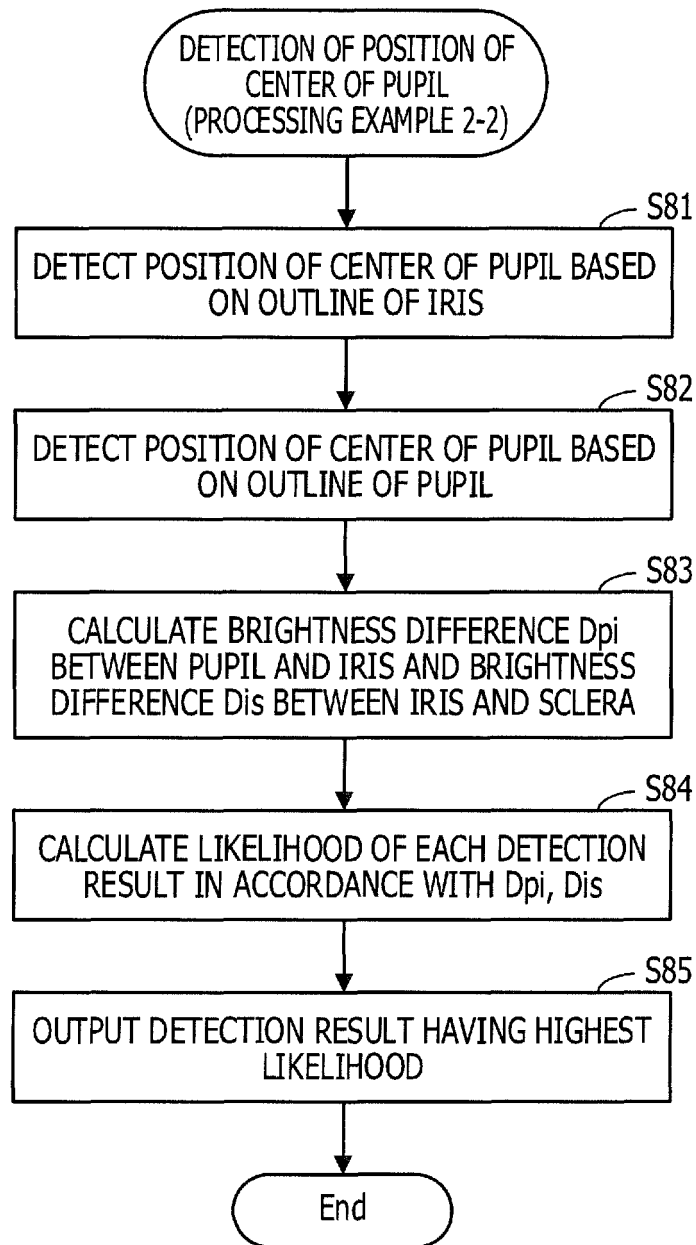 DETECTION OF POSITION OF
CENTER OF PUPIL
(PROCESSING EXAMPLE 2-2)
S81
DETECT POSITION OF CENTER OF PUPIL BASED
ON OUTLINE OF IRIS
S82
DETECT POSITION OF CENTER OF PUPIL BASED
ON OUTLINE OF PUPIL
S83
CALCULATE BRIGHTNESS DIFFERENCE Dpi
BETWEEN PUPIL AND IRIS AND BRIGHTNESS
DIFFERENCE Dis BETWEEN IRIS AND SCLERA
S84
CALCULATE LIKELIHOOD OF EACH DETECTION
RESULT IN ACCORDANCE WITH Dpi, Dis
S85
OUTPUT DETECTION RESULT HAVING HIGHEST
LIKELIHOOD
End